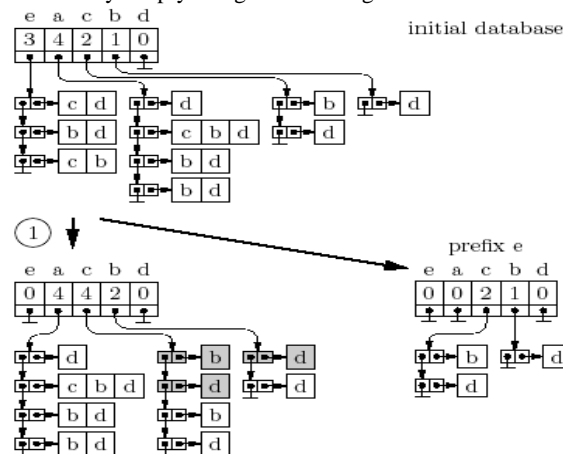 e a c b d
initial database
3 4 2 1 0
c d d b d
b d c b d d
c b b d
b d
1
prefix e
e a c b d
0 0 2 1 0
e a c b d
0 4 4 2 0
d b d b d
c b d d d d
b d b
b d d